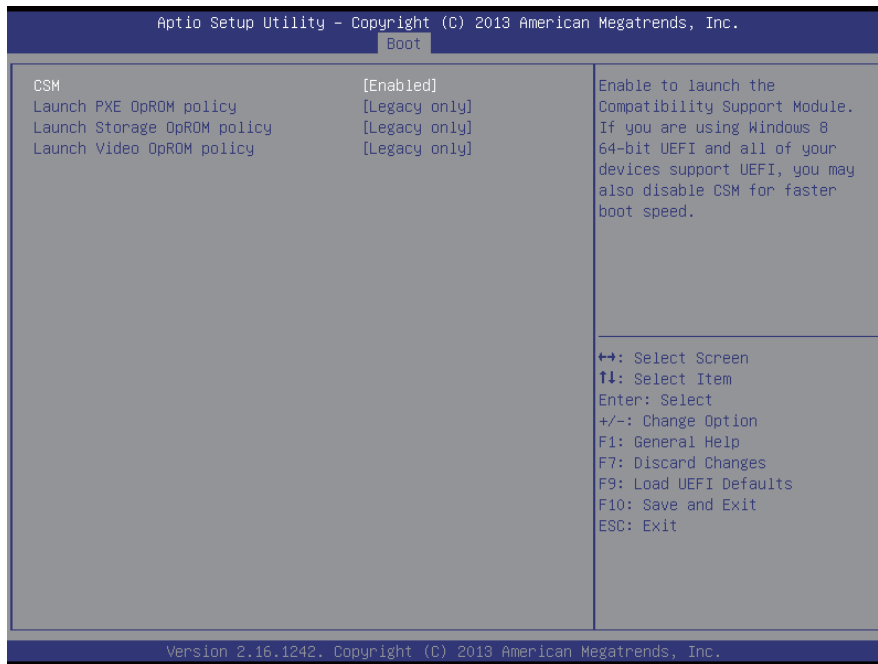 Aptio Setup Utility – Copyright (C) 2013 American Megatrends, Inc.
Boot
CSM [Enabled]
Launch PXE OpROM policy [Legacy only]
Launch Storage OpROM policy [Legacy only]
Launch Video OpROM policy [Legacy only]
Enable to launch the
Compatibility Support Module.
If you are using Windows 8
64-bit UEFI and all of your
devices support UEFI, you may
also disable CSM for faster
boot speed.
↔: Select Screen
↑↓: Select Item
Enter: Select
+/-: Change Option
F1: General Help
F7: Discard Changes
F9: Load UEFI Defaults
F10: Save and Exit
ESC: Exit
Version 2.16.1242. Copyright (C) 2013 American Megatrends, Inc.